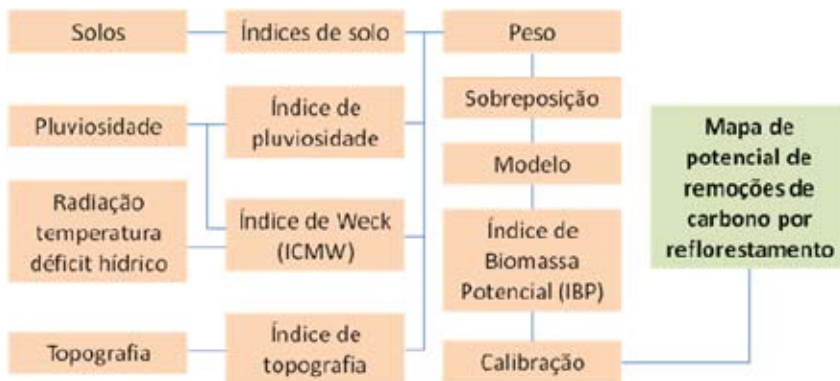 Solos
Índices de solo
Peso
Pluviosidade
Índice de
pluviosidade
Sobreposição
Modelo
Mapa de
potencial de
remoções de
carbono por
reflorestamento
Radiação
temperatura
déficit hídrico
Índice de Weck
(ICMW)
Índice de
Biomassa
Potencial (IBP)
Topografia
Índice de
topografia
Calibração